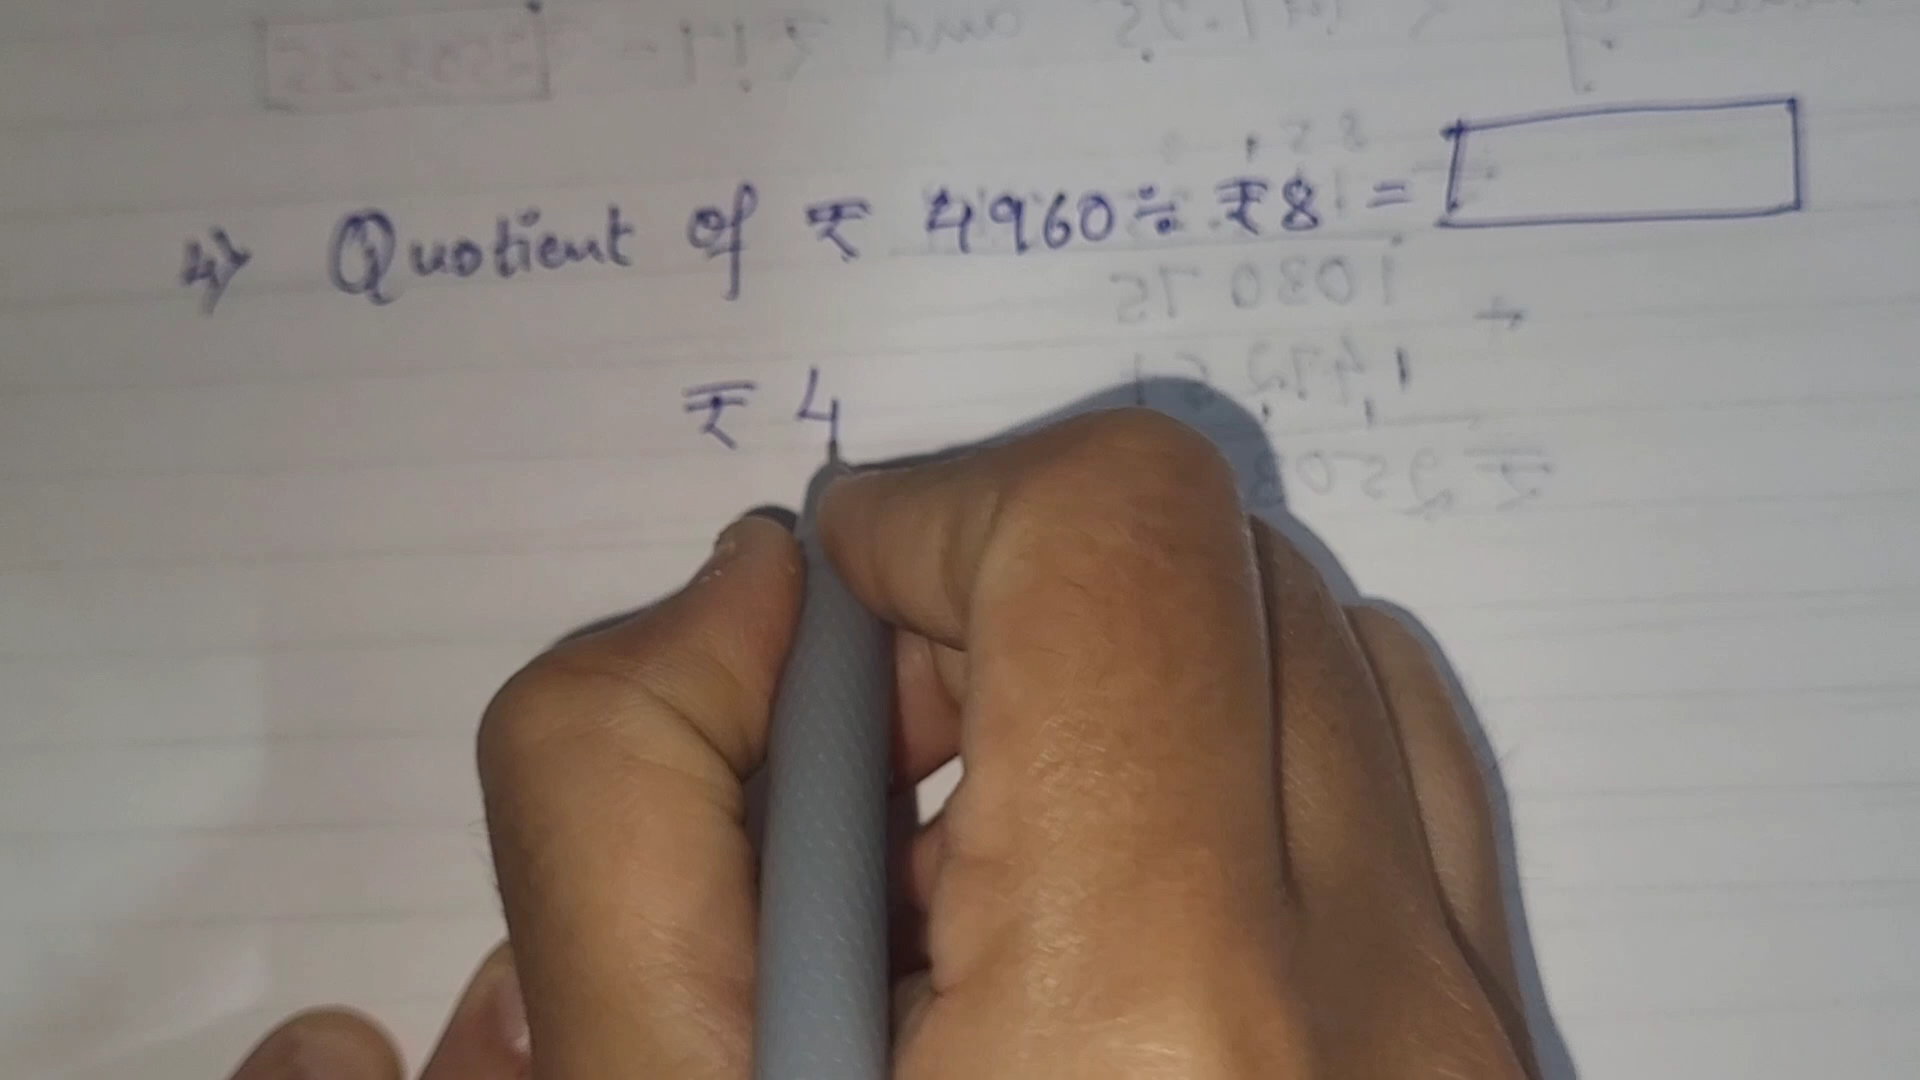 4) Quotient of ₹ 4960 ÷ ₹8 =
₹ 4